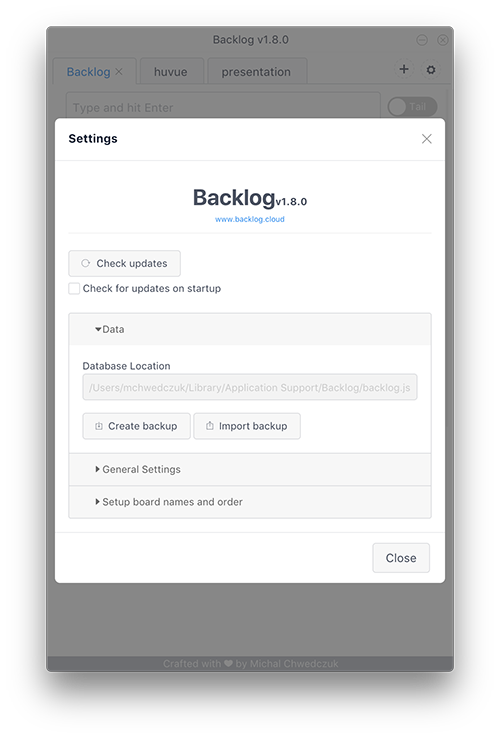 Backlog v1.8.0
Backlog
huvue
presentation
Type and hit Enter
Tail
Settings
Backlog v1.8.0
www.backlog.cloud
Check updates
Check for updates on startup
Data
Database Location
/Users/mchwedczuk/Library/Application Support/Backlog/backlog.js
Create backup
Import backup
General Settings
Setup board names and order
Close
Crafted with ❤ by Michal Chwedczuk